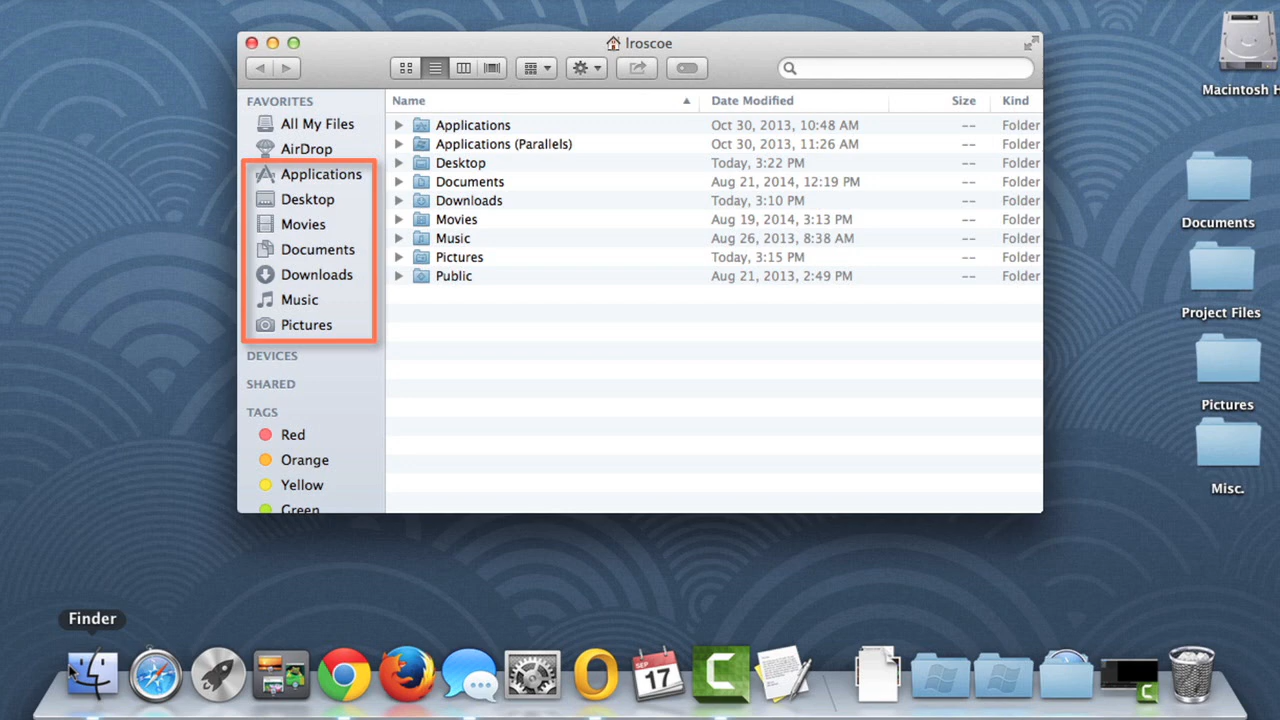 lroscoe
FAVORITES
All My Files
AirDrop
Applications
Desktop
Movies
Documents
Downloads
Music
Pictures
DEVICES
SHARED
TAGS
Red
Orange
Yellow
Green
Name Date Modified Size Kind
Applications Oct 30, 2013, 10:48 AM -- Folder
Applications (Parallels) Oct 30, 2013, 11:26 AM -- Folder
Desktop Today, 3:22 PM -- Folder
Documents Aug 21, 2014, 12:19 PM -- Folder
Downloads Today, 3:10 PM -- Folder
Movies Aug 19, 2014, 3:13 PM -- Folder
Music Aug 26, 2013, 8:38 AM -- Folder
Pictures Today, 3:15 PM -- Folder
Public Aug 21, 2013, 2:49 PM -- Folder
Macintosh H
Documents
Project Files
Pictures
Misc.
Finder
SEP
17